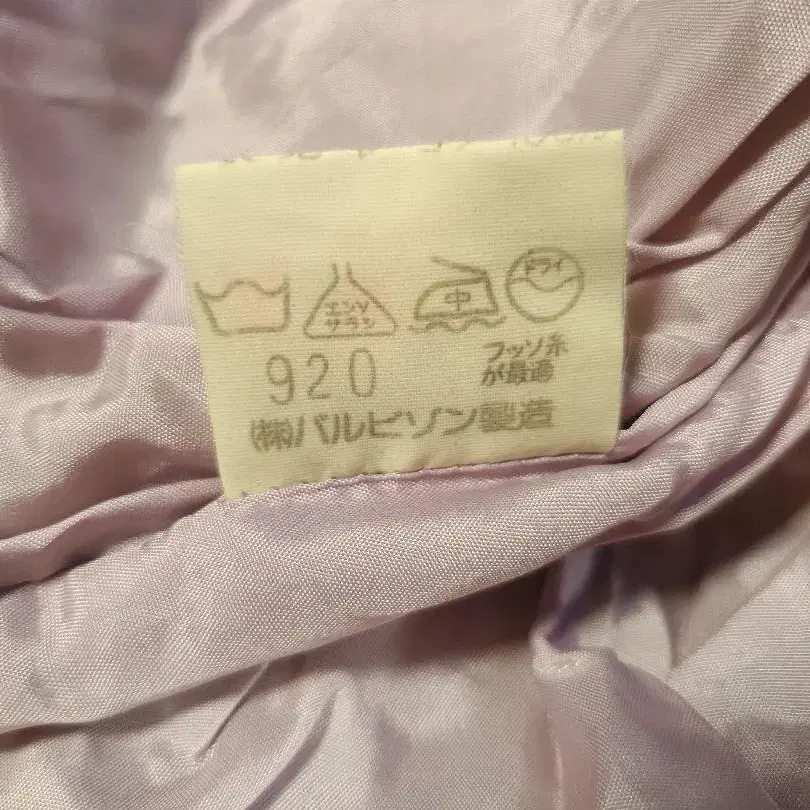 エンソ
サラシ
中
ドライ
920
フッソ系
が最適
(株)バルビゾン製造